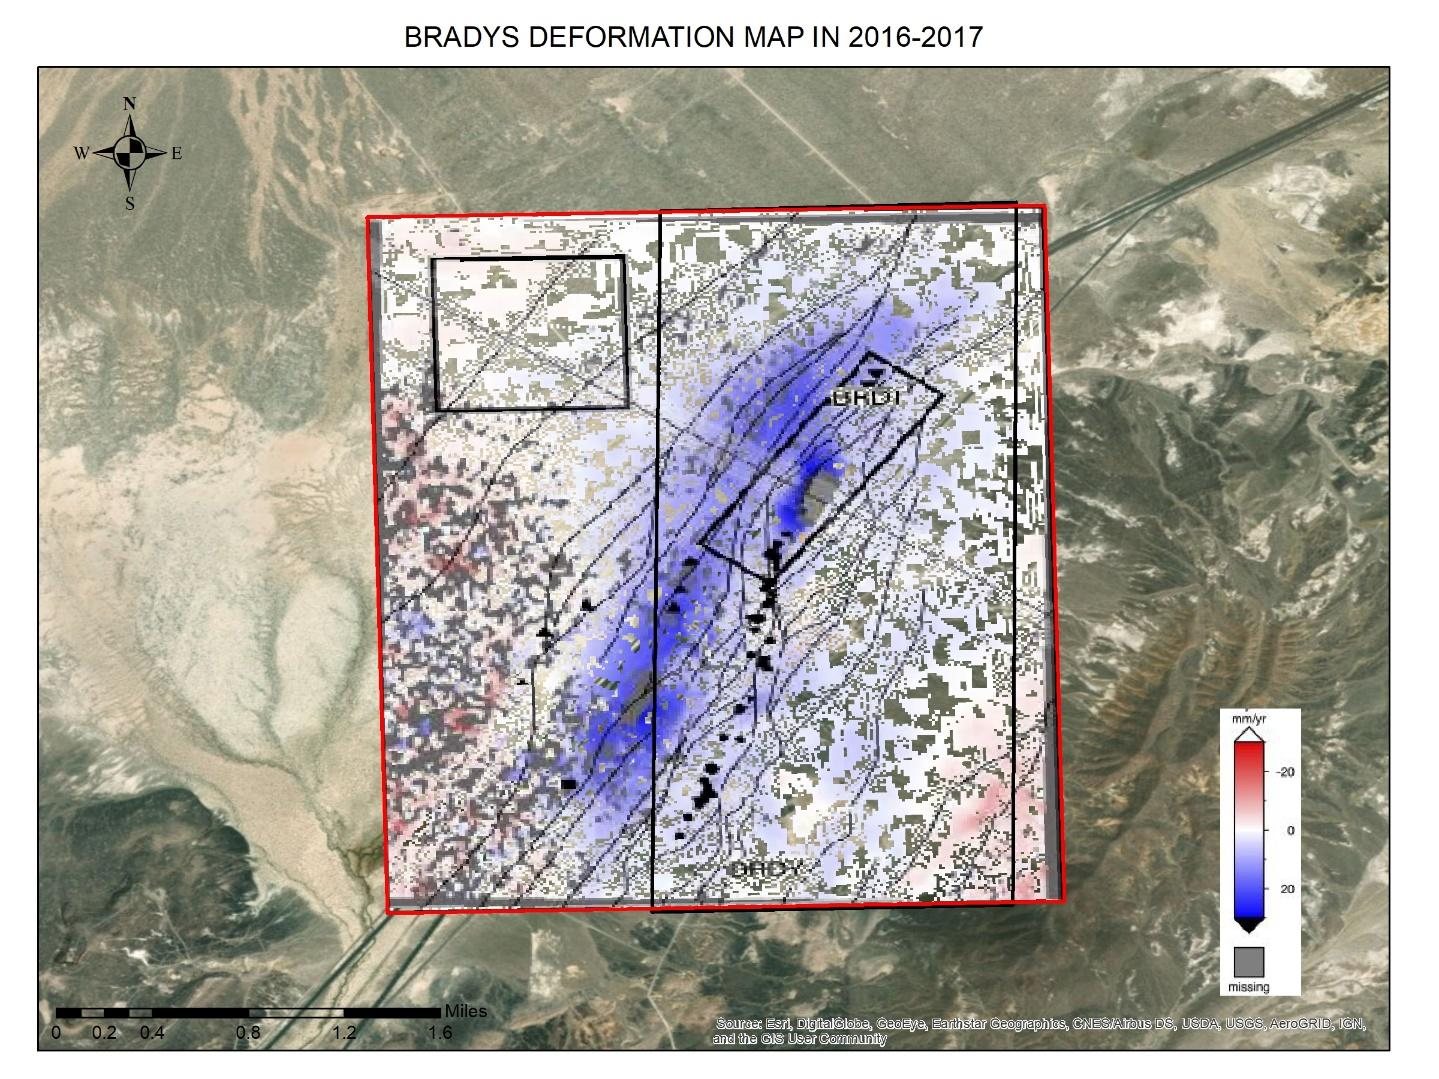 BRADYS DEFORMATION MAP IN 2016-2017
N
W E
S
BRD1
BRDY
mm/yr
-20
0
20
missing
Miles
0 0.2 0.4 0.8 1.2 1.6
Source: Esri, DigitalGlobe, GeoEye, Earthstar Geographics, CNES/Airbus DS, USDA, USGS, AeroGRID, IGN,
and the GIS User Community